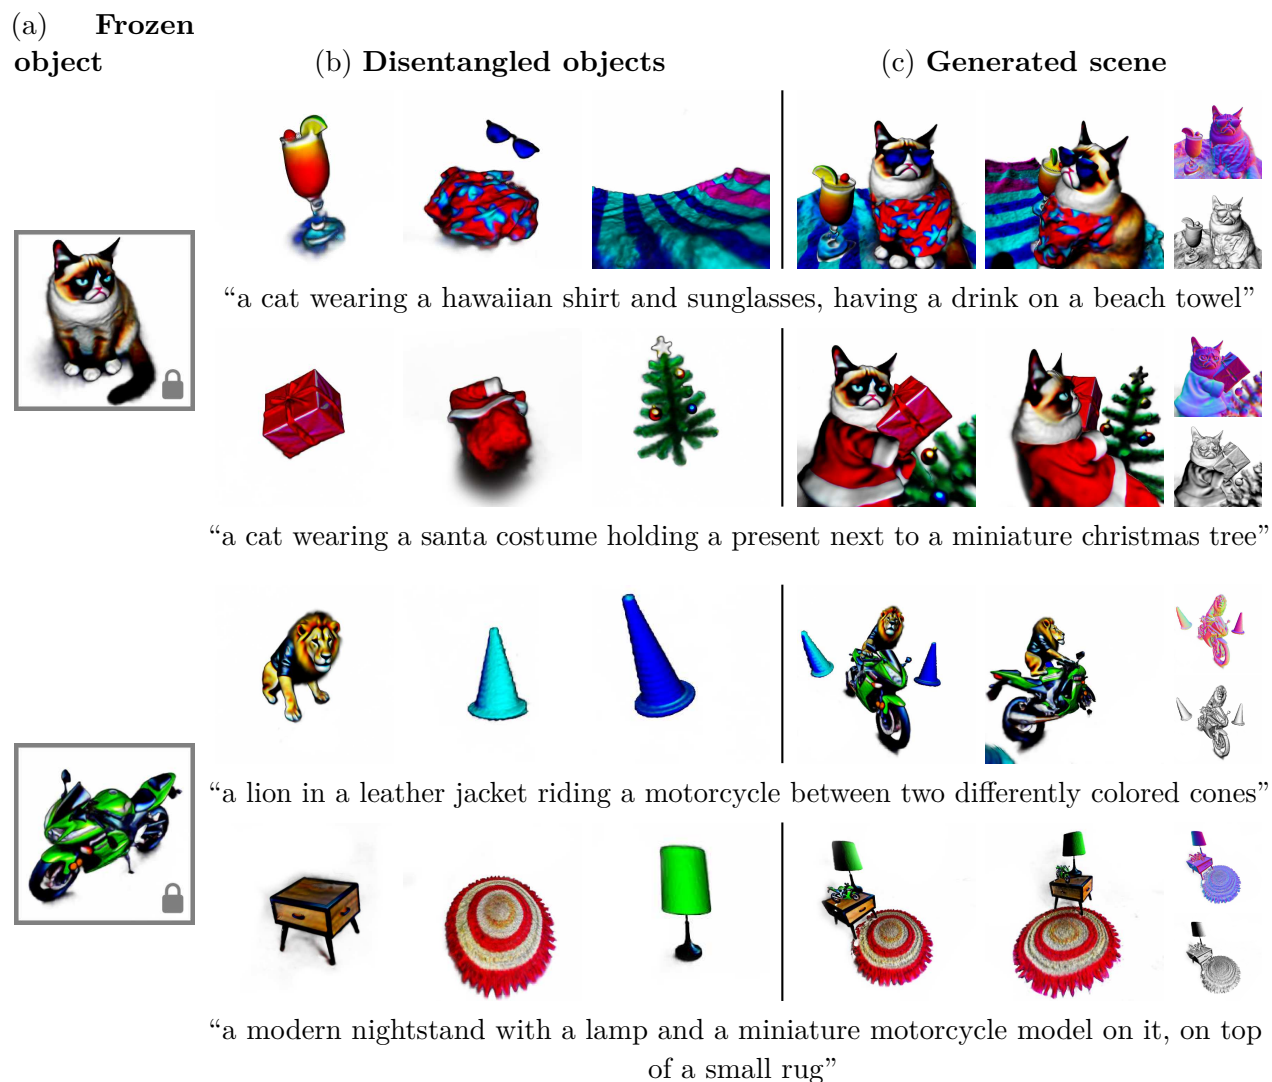 (a) Frozen
object
(b) Disentangled objects
(c) Generated scene
“a cat wearing a hawaiian shirt and sunglasses, having a drink on a beach towel”
“a cat wearing a santa costume holding a present next to a miniature christmas tree”
“a lion in a leather jacket riding a motorcycle between two differently colored cones”
“a modern nightstand with a lamp and a miniature motorcycle model on it, on top
of a small rug”